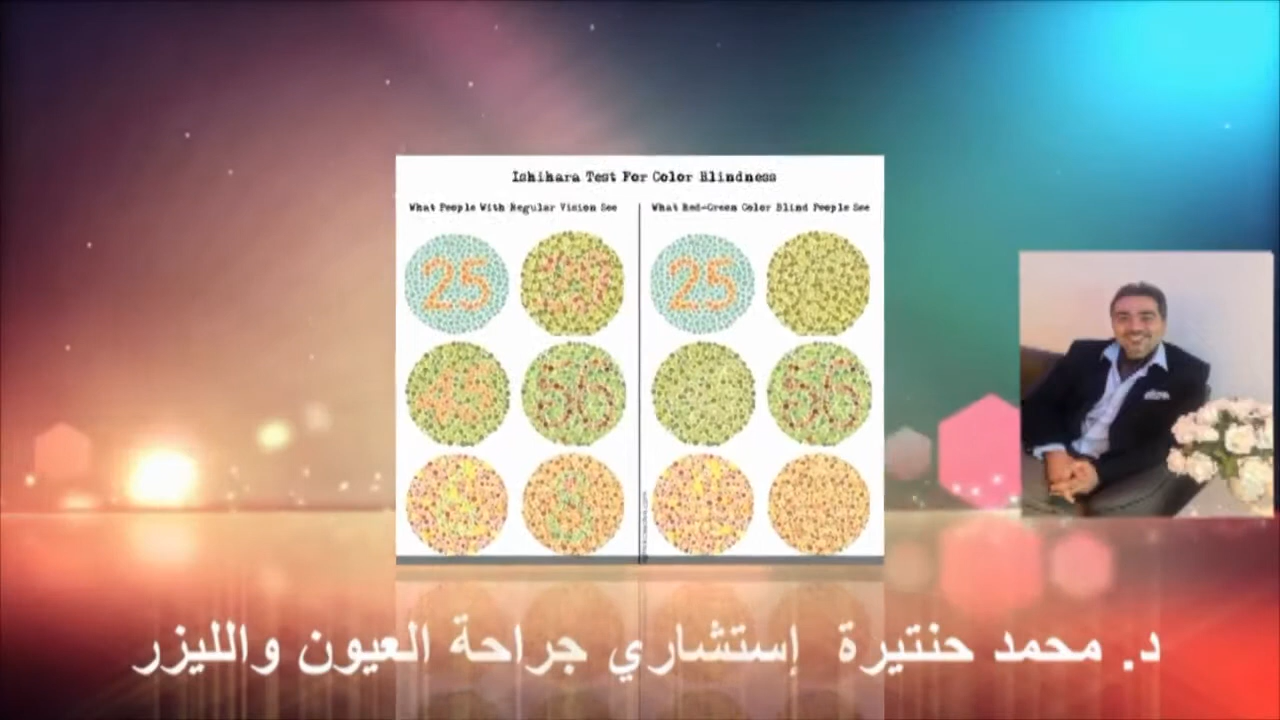 Ishihara Test For Color Blindness
What People With Regular Vision See
What Red-Green Color Blind People See
25
25
45
56
56
8
د. محمد حنتيرة إستشاري جراحة العيون والليزر